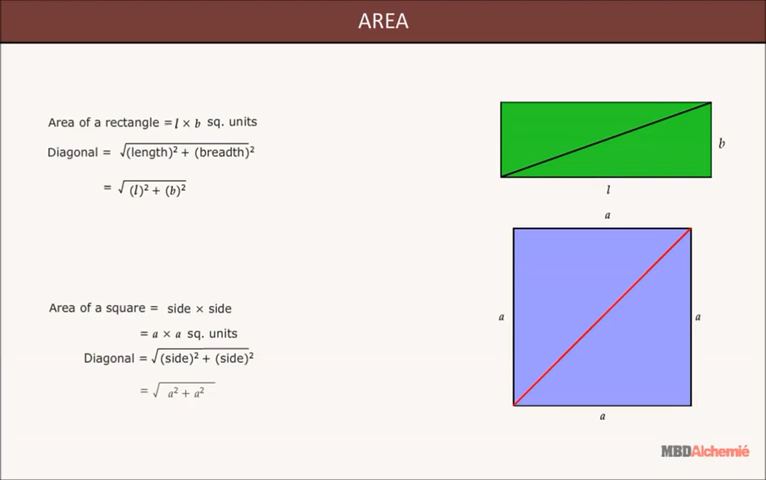 AREA
Area of a rectangle = l × b sq. units
Diagonal = √(length)² + (breadth)²
= √(l)² + (b)²
b
l
a
Area of a square = side × side
a
a
= a × a sq. units
Diagonal = √(side)² + (side)²
= √a² + a²
a
MBDAlchemié